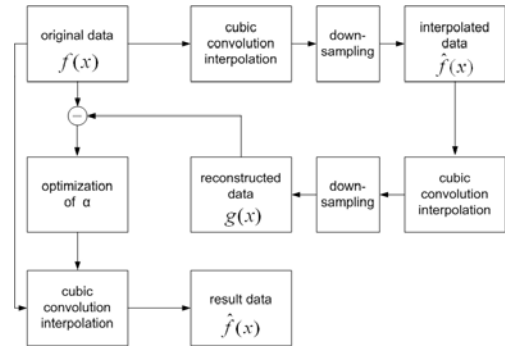 original data
f(x)
cubic
convolution
interpolation
down-
sampling
interpolated
data
f̂(x)
−
optimization
of α
reconstructed
data
g(x)
down-
sampling
cubic
convolution
interpolation
cubic
convolution
interpolation
result data
f̂(x)